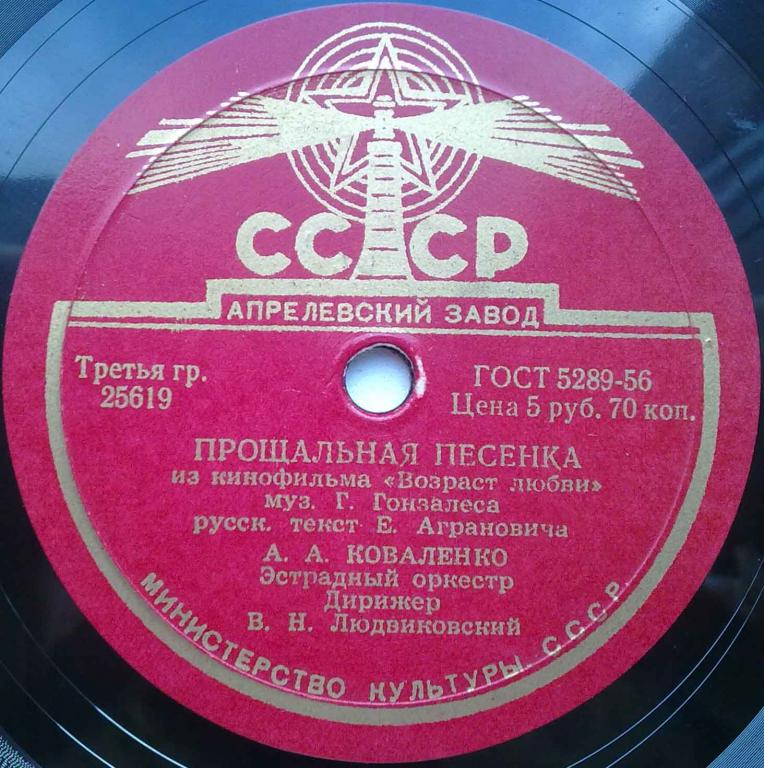 СССР
АПРЕЛЕВСКИЙ ЗАВОД
Третья гр.
25619
ГОСТ 5289-56
Цена 5 руб. 70 коп.
ПРОЩАЛЬНАЯ ПЕСЕНКА
из кинофильма «Возраст любви»
муз. Г. Гонзалеса
русск. текст Е. Аграновича
А. А. КОВАЛЕНКО
Эстрадный оркестр
Дирижер
В. Н. Людвиковский
МИНИСТЕРСТВО КУЛЬТУРЫ СССР